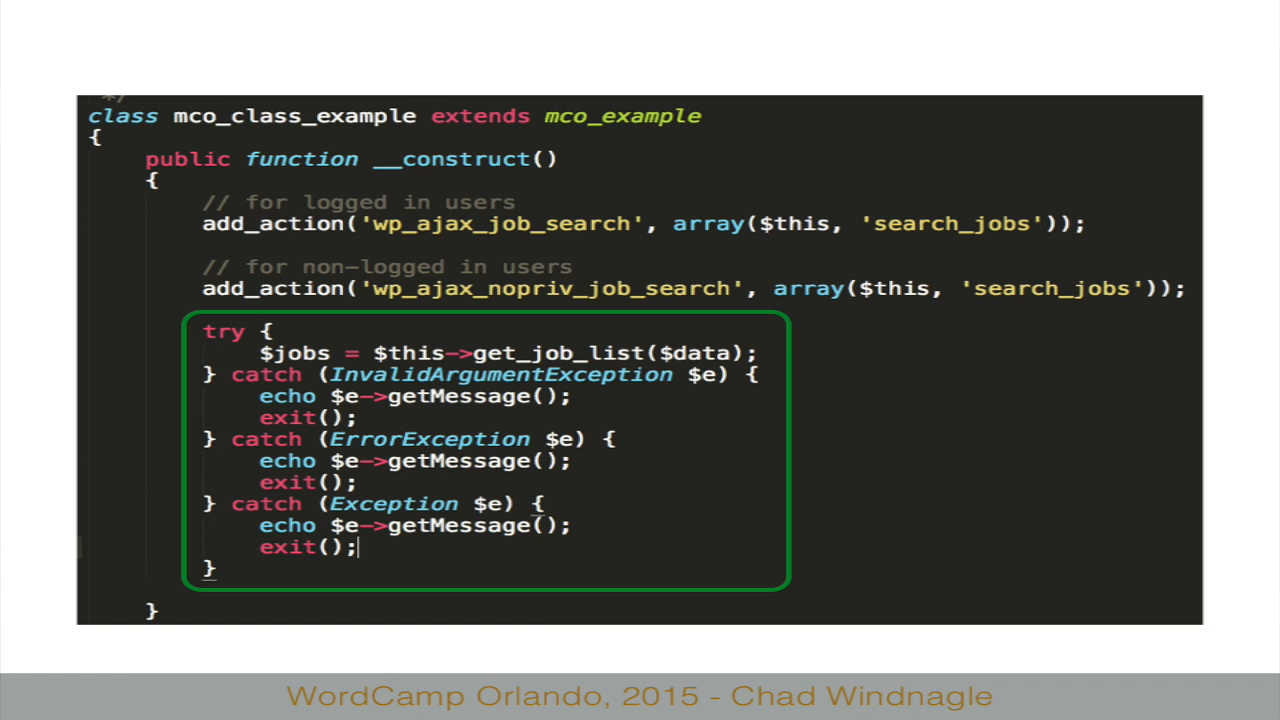 */
class mco_class_example extends mco_example
{
public function __construct()
{
// for logged in users
add_action('wp_ajax_job_search', array($this, 'search_jobs'));
// for non-logged in users
add_action('wp_ajax_nopriv_job_search', array($this, 'search_jobs'));
try {
$jobs = $this->get_job_list($data);
} catch (InvalidArgumentException $e) {
echo $e->getMessage();
exit();
} catch (ErrorException $e) {
echo $e->getMessage();
exit();
} catch (Exception $e) {
echo $e->getMessage();
exit();
}
}
WordCamp Orlando, 2015 - Chad Windnagle